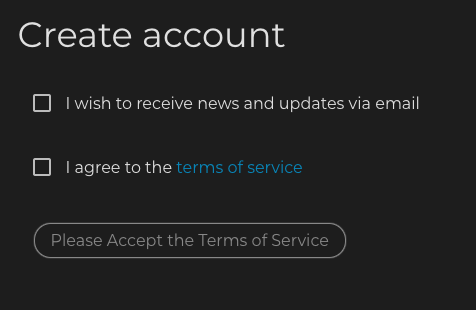 Create account
I wish to receive news and updates via email
I agree to the terms of service
Please Accept the Terms of Service